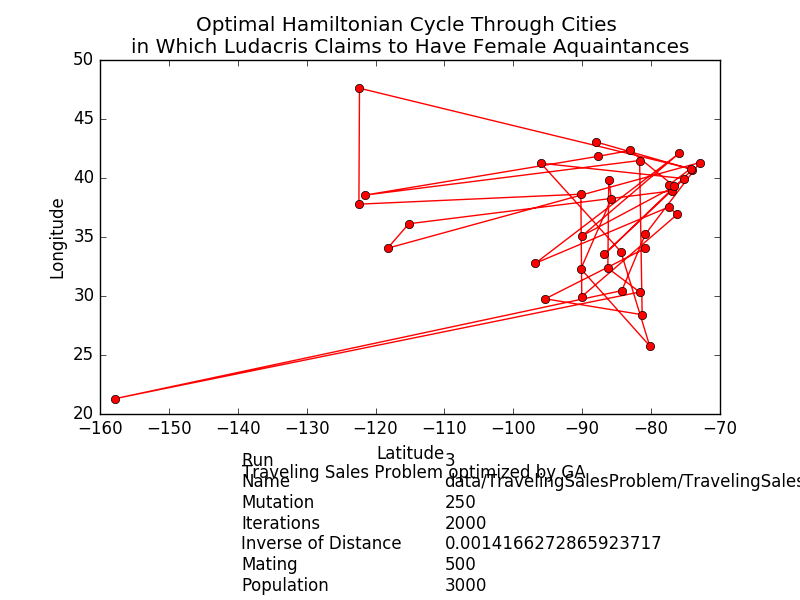 Optimal Hamiltonian Cycle Through Cities
in Which Ludacris Claims to Have Female Aquaintances
50
45
40
35
30
25
20
Longitude
−160 −150 −140 −130 −120 −110 −100 −90 −80 −70
Latitude
Run 3
Traveling Sales Problem optimized by GA
Name data/TravelingSalesProblem/TravelingSales
Mutation 250
Iterations 2000
Inverse of Distance 0.0014166272865923717
Mating 500
Population 3000